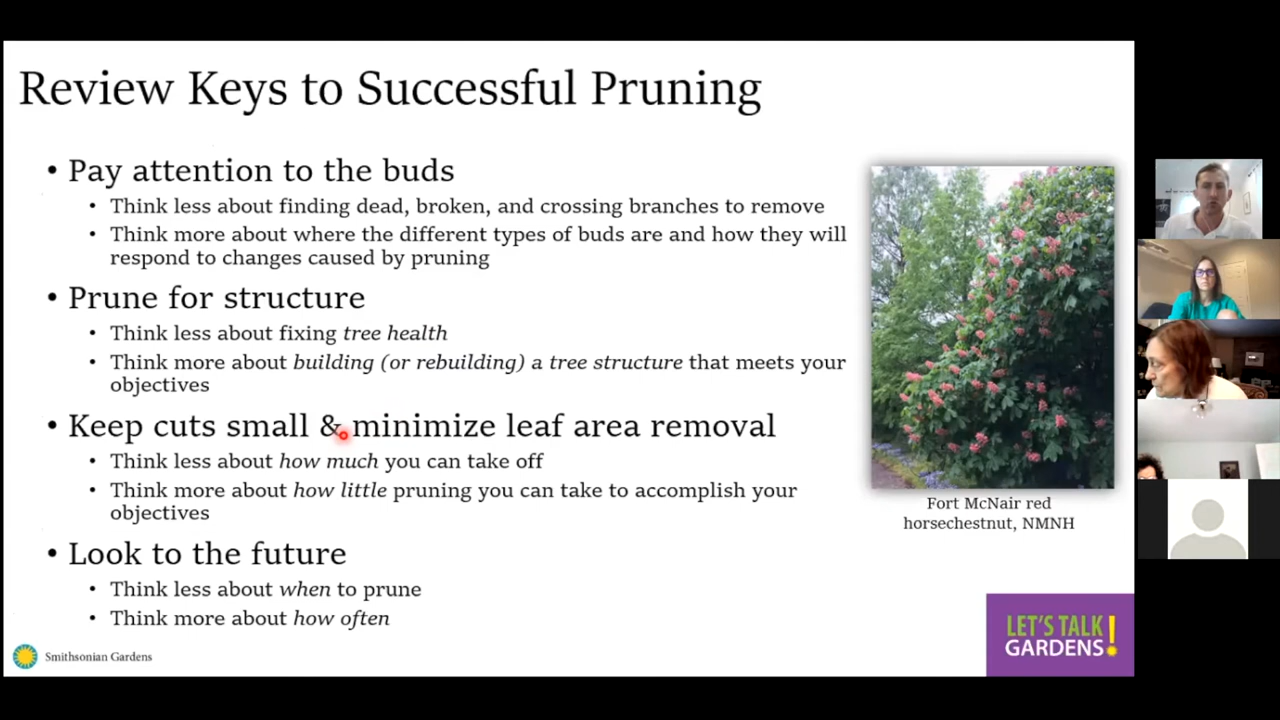 Review Keys to Successful Pruning
• Pay attention to the buds
• Think less about finding dead, broken, and crossing branches to remove
• Think more about where the different types of buds are and how they will
respond to changes caused by pruning
• Prune for structure
• Think less about fixing tree health
• Think more about building (or rebuilding) a tree structure that meets your
objectives
• Keep cuts small & minimize leaf area removal
• Think less about how much you can take off
• Think more about how little pruning you can take to accomplish your
objectives
• Look to the future
• Think less about when to prune
• Think more about how often
Fort McNair red
horsechestnut, NMNH
Smithsonian Gardens
LET'S TALK
GARDENS!